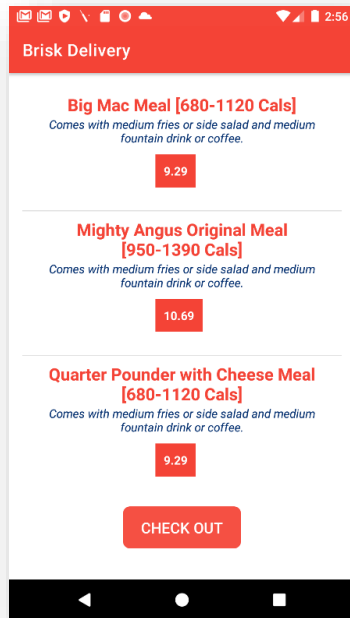 2:56
Brisk Delivery
Big Mac Meal [680-1120 Cals]
Comes with medium fries or side salad and medium
fountain drink or coffee.
9.29
Mighty Angus Original Meal
[950-1390 Cals]
Comes with medium fries or side salad and medium
fountain drink or coffee.
10.69
Quarter Pounder with Cheese Meal
[680-1120 Cals]
Comes with medium fries or side salad and medium
fountain drink or coffee.
9.29
CHECK OUT